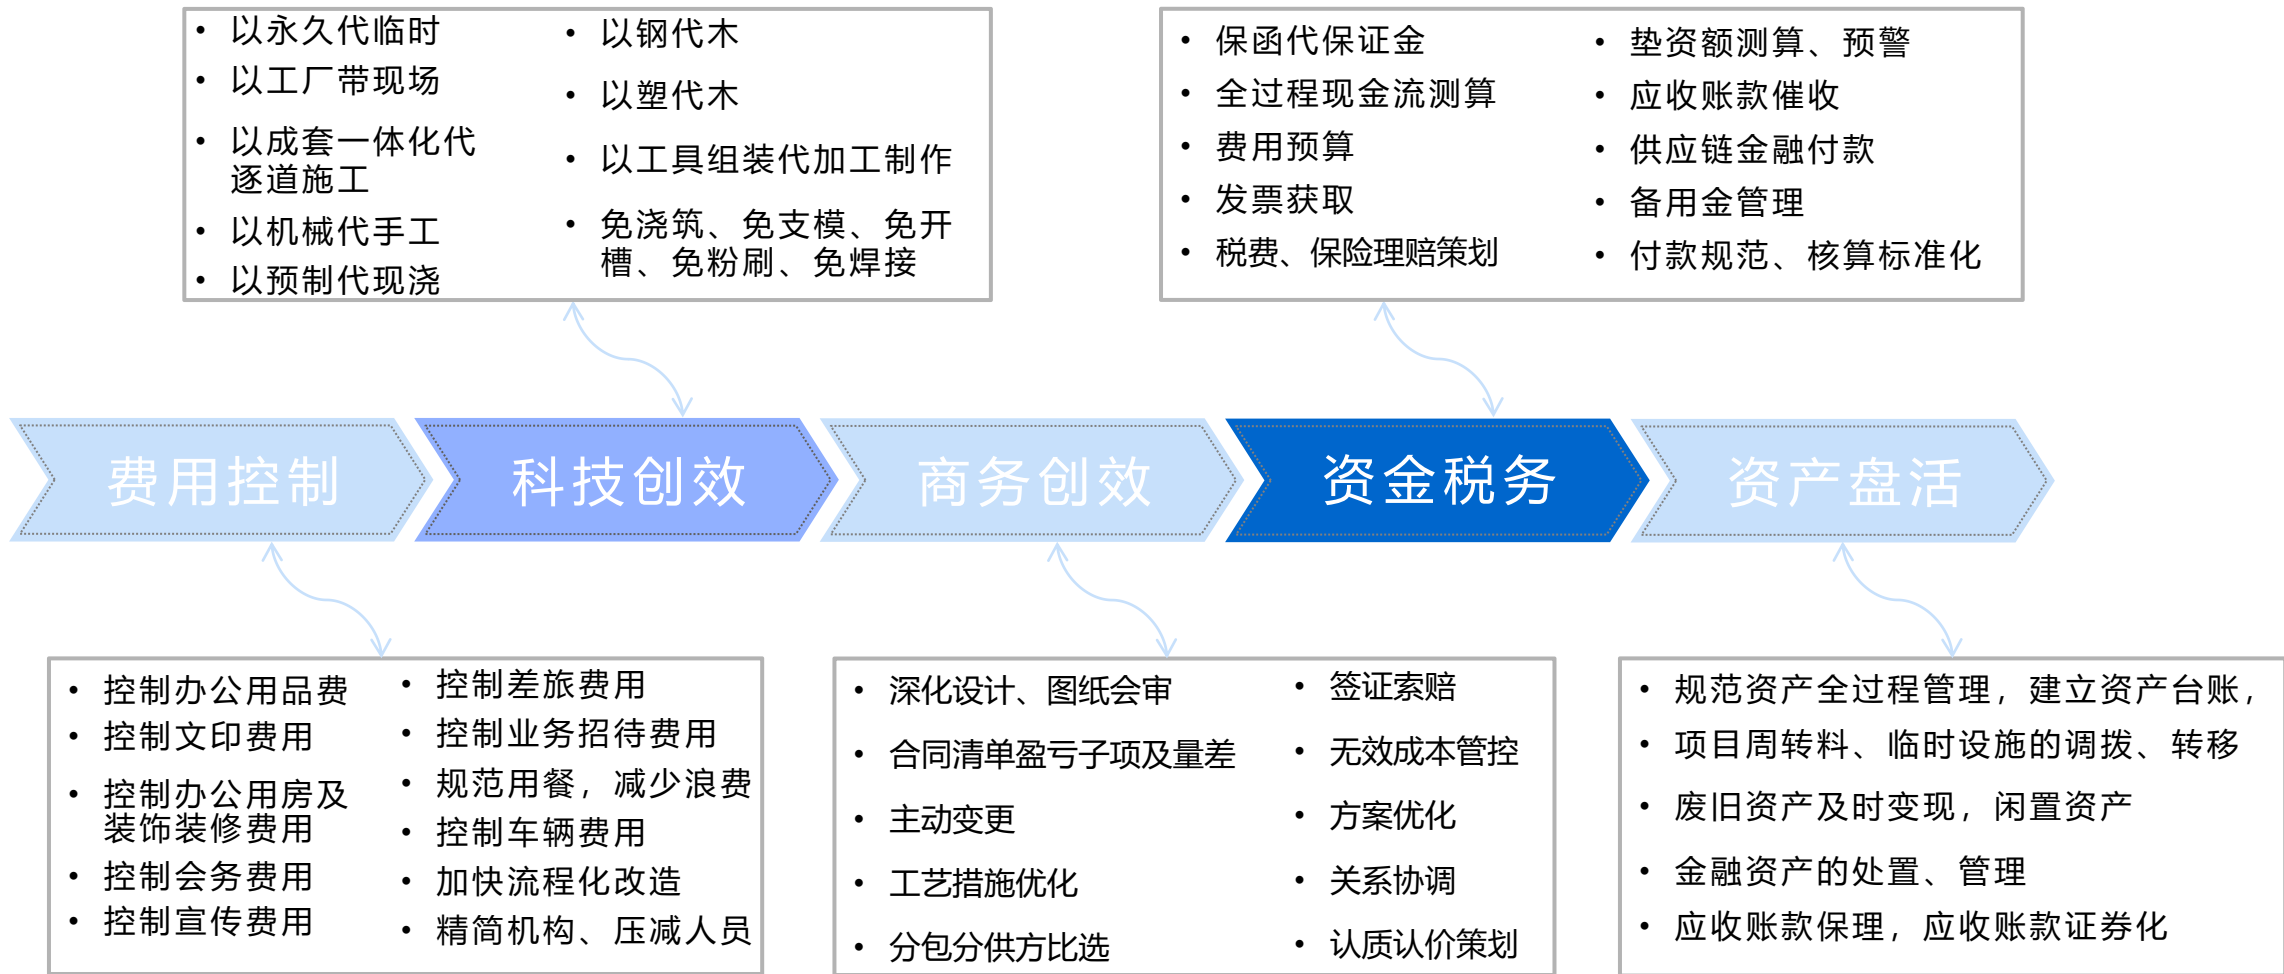 以永久代临时
以工厂带现场
以成套一体化代
逐道施工
以机械代手工
以预制代现浇
以钢代木
以塑代木
以工具组装代加工制作
免浇筑、免支模、免开
槽、免粉刷、免焊接
保函代保证金
全过程现金流测算
费用预算
发票获取
税费、保险理赔策划
垫资额测算、预警
应收账款催收
供应链金融付款
备用金管理
付款规范、核算标准化
费用控制
科技创效
商务创效
资金税务
资产盘活
控制办公用品费
控制文印费用
控制办公用房及
装饰装修费用
控制会务费用
控制宣传费用
控制差旅费用
控制业务招待费用
规范用餐，减少浪费
控制车辆费用
加快流程化改造
精简机构、压减人员
深化设计、图纸会审
合同清单盈亏子项及量差
主动变更
工艺措施优化
分包分供方比选
签证索赔
无效成本管控
方案优化
关系协调
认质认价策划
规范资产全过程管理，建立资产台账，
项目周转料、临时设施的调拨、转移
废旧资产及时变现，闲置资产
金融资产的处置、管理
应收账款保理，应收账款证券化